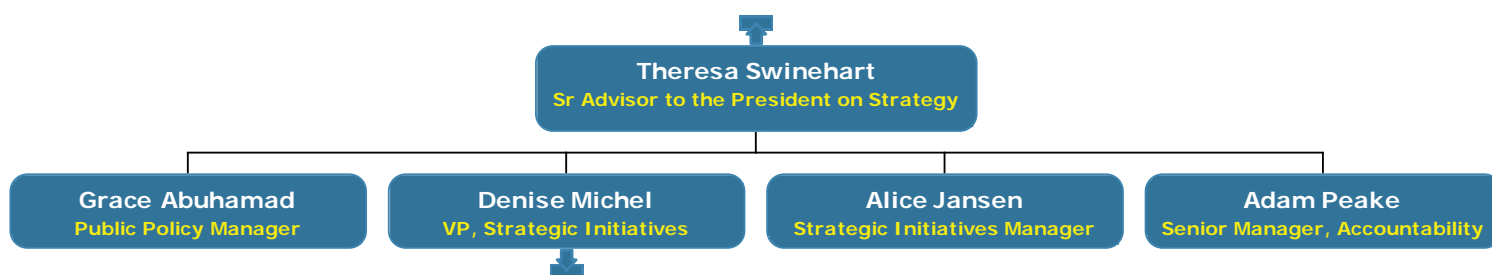 Theresa Swinehart
Sr Advisor to the President on Strategy
Grace Abuhamad
Public Policy Manager
Denise Michel
VP, Strategic Initiatives
Alice Jansen
Strategic Initiatives Manager
Adam Peake
Senior Manager, Accountability